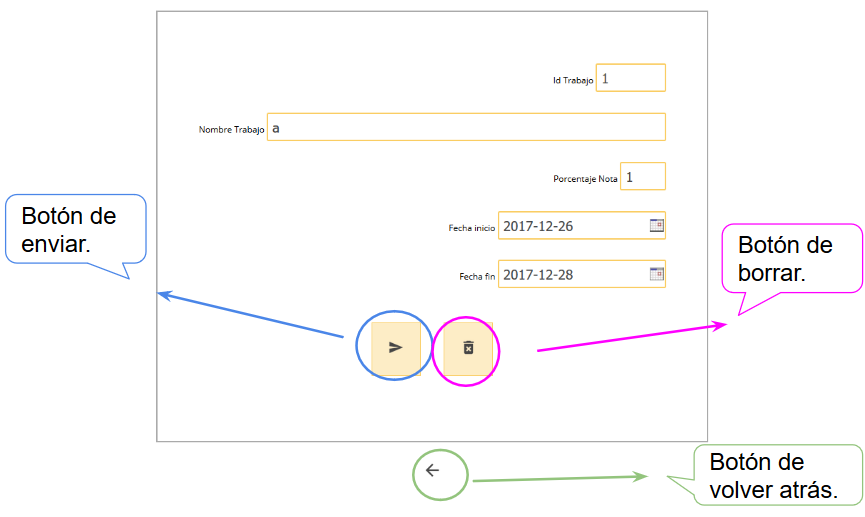 Id Trabajo 1
Nombre Trabajo a
Porcentaje Nota 1
Botón de
enviar.
Fecha inicio 2017-12-26
Botón de
borrar.
Fecha fin 2017-12-28
Botón de
volver atrás.